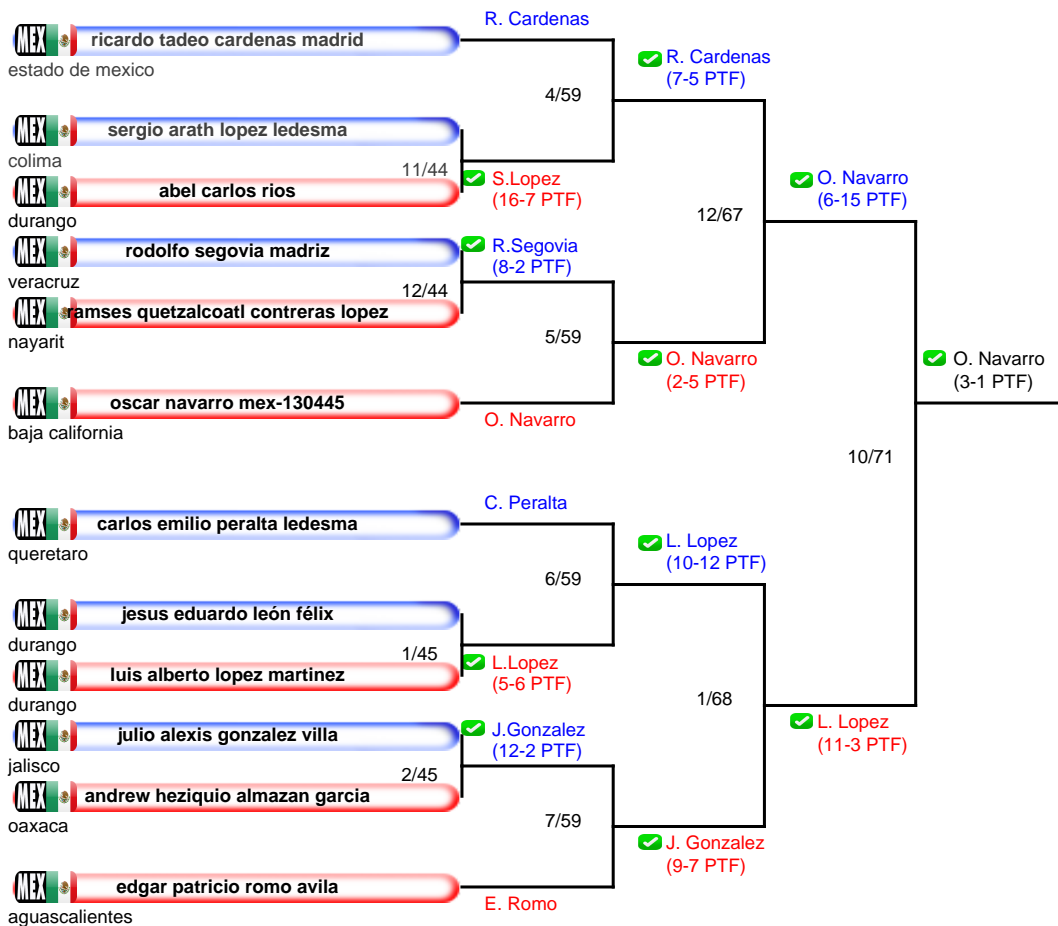 R. Cardenas
MEX ricardo tadeo cardenas madrid
estado de mexico
R. Cardenas
(7-5 PTF)
4/59
MEX sergio arath lopez ledesma
colima
11/44
S.Lopez
(16-7 PTF)
MEX abel carlos rios
durango
O. Navarro
(6-15 PTF)
12/67
MEX rodolfo segovia madriz
veracruz
R.Segovia
(8-2 PTF)
12/44
MEX ramses quetzalcoatl contreras lopez
nayarit
5/59
O. Navarro
(2-5 PTF)
O. Navarro
(3-1 PTF)
MEX oscar navarro mex-130445
baja california
O. Navarro
10/71
C. Peralta
MEX carlos emilio peralta ledesma
queretaro
L. Lopez
(10-12 PTF)
6/59
MEX jesus eduardo león félix
durango
1/45
L.Lopez
(5-6 PTF)
MEX luis alberto lopez martinez
durango
1/68
L. Lopez
(11-3 PTF)
MEX julio alexis gonzalez villa
jalisco
J.Gonzalez
(12-2 PTF)
2/45
MEX andrew heziquio almazan garcia
oaxaca
7/59
J. Gonzalez
(9-7 PTF)
MEX edgar patricio romo avila
aguascalientes
E. Romo